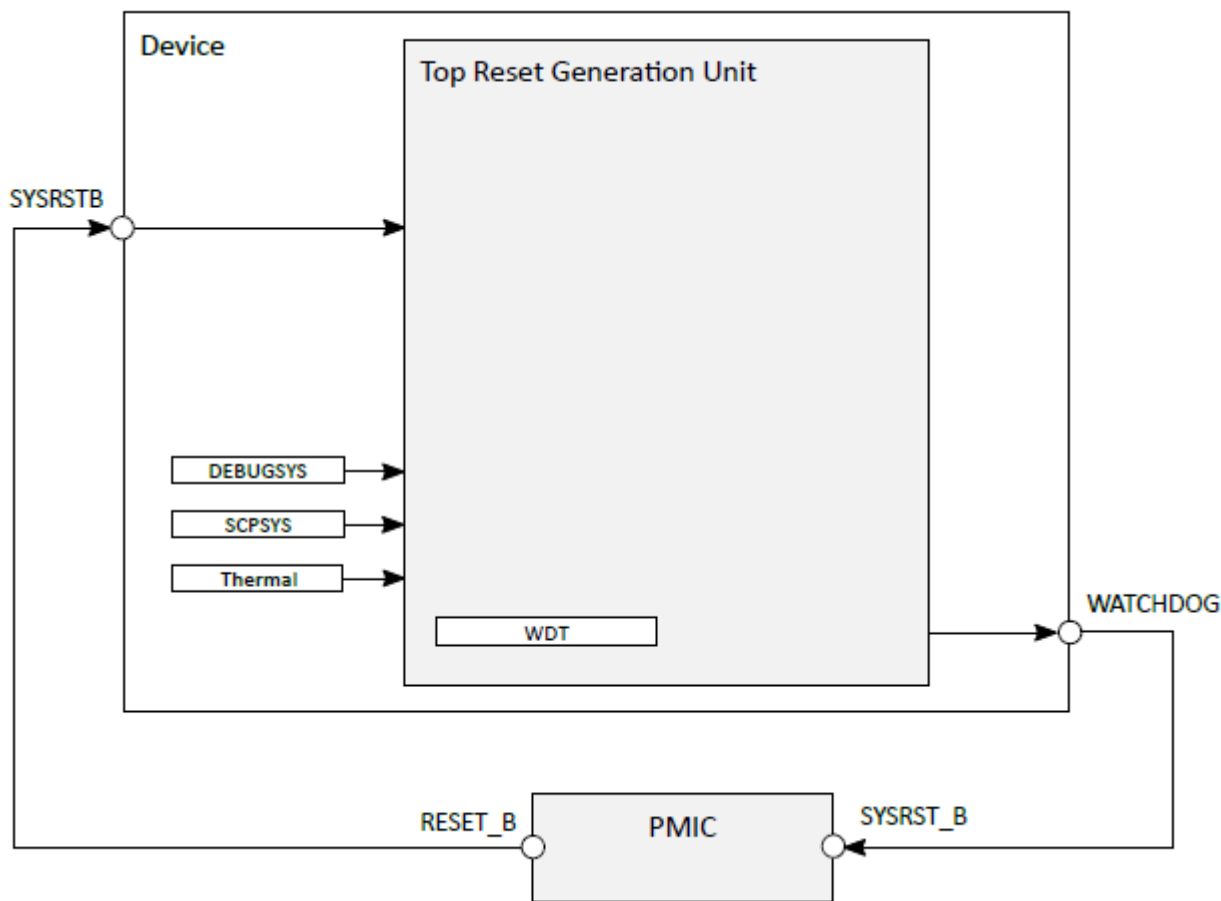 Device
Top Reset Generation Unit
SYSRSTB
DEBUGSYS
SCPSYS
Thermal
WATCHDOG
WDT
RESET_B
PMIC
SYSRST_B